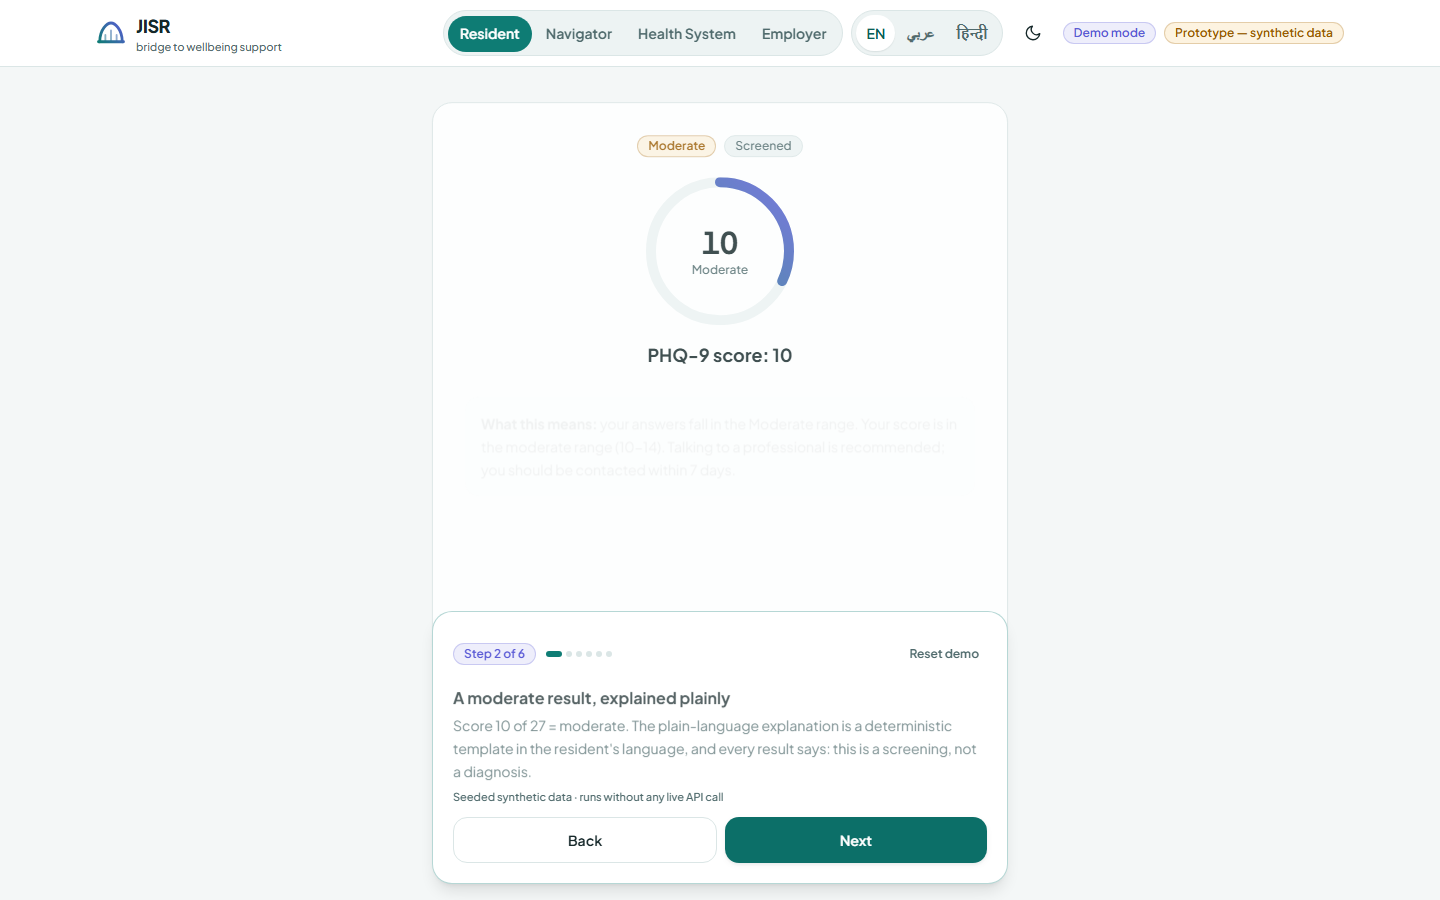 JISR
bridge to wellbeing support
Resident
Navigator
Health System
Employer
EN
عربي
हिन्दी
Demo mode
Prototype — synthetic data
Moderate
Screened
10
Moderate
PHQ-9 score: 10
What this means: your answers fall in the Moderate range. Your score is in
the moderate range (10–14). Talking to a professional is recommended;
you should be contacted within 7 days.
Step 2 of 6
Reset demo
A moderate result, explained plainly
Score 10 of 27 = moderate. The plain-language explanation is a deterministic
template in the resident's language, and every result says: this is a screening, not
a diagnosis.
Seeded synthetic data · runs without any live API call
Back
Next